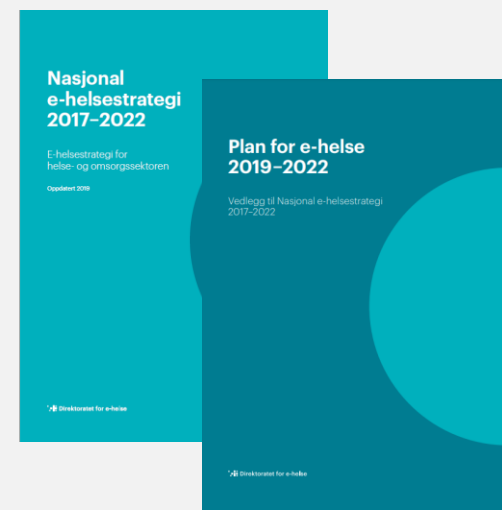 Nasjonal
e-helsestrategi
2017–2022
E-helsestrategi for
helse- og omsorgssektoren
Oppdatert 2019
Direktoratet for e-helse
Plan for e-helse
2019–2022
Vedlegg til Nasjonal e-helsestrategi
2017–2022
Direktoratet for e-helse